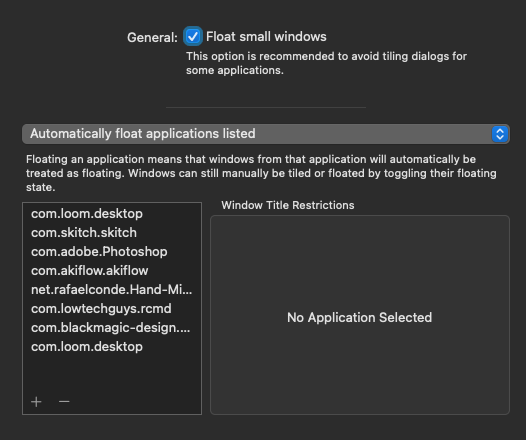 General: Float small windows
This option is recommended to avoid tiling dialogs for
some applications.
Automatically float applications listed
Floating an application means that windows from that application will automatically be
treated as floating. Windows can still manually be tiled or floated by toggling their floating
state.
Window Title Restrictions
com.loom.desktop
com.skitch.skitch
com.adobe.Photoshop
com.akiflow.akiflow
net.rafaelconde.Hand-Mi...
com.lowtechguys.rcmd
com.blackmagic-design....
com.loom.desktop
No Application Selected